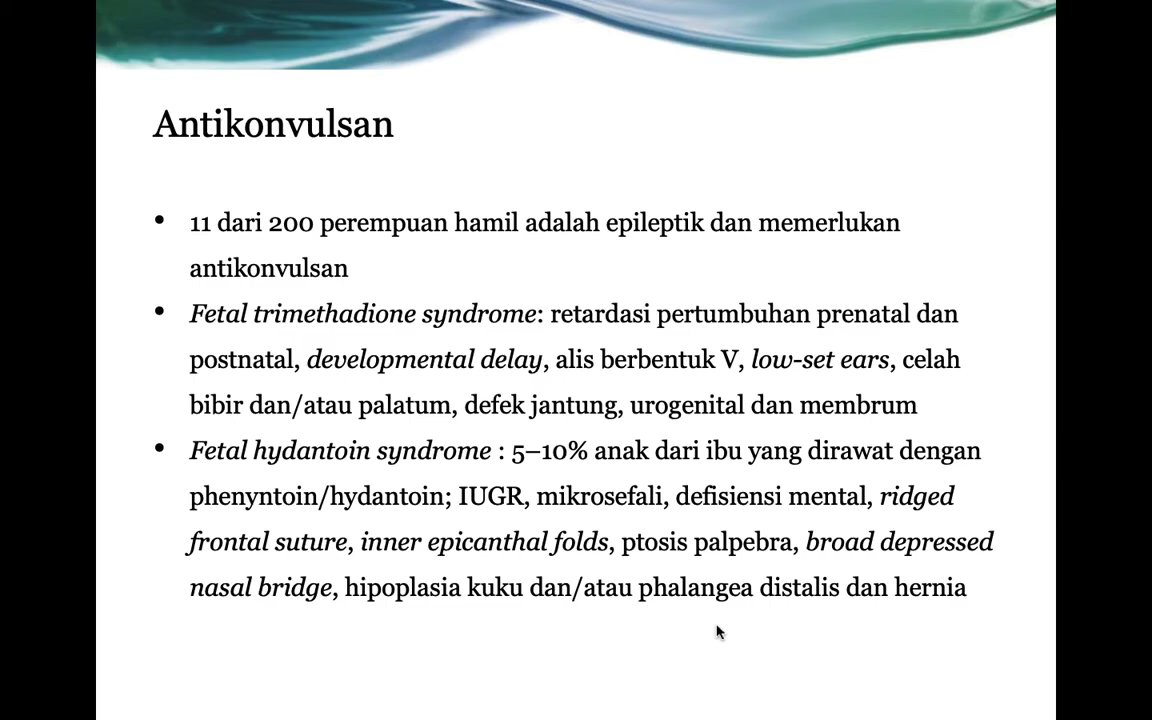 Antikonvulsan
• 11 dari 200 perempuan hamil adalah epileptik dan memerlukan
antikonvulsan
• Fetal trimethadione syndrome: retardasi pertumbuhan prenatal dan
postnatal, developmental delay, alis berbentuk V, low-set ears, celah
bibir dan/atau palatum, defek jantung, urogenital dan membrum
• Fetal hydantoin syndrome : 5–10% anak dari ibu yang dirawat dengan
phenyntoin/hydantoin; IUGR, mikrosefali, defisiensi mental, ridged
frontal suture, inner epicanthal folds, ptosis palpebra, broad depressed
nasal bridge, hipoplasia kuku dan/atau phalangea distalis dan hernia